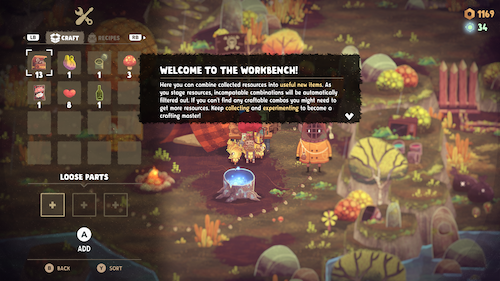 LB CRAFT RECIPES RB
1169
34
13 1 1 3
1 8 1
WELCOME TO THE WORKBENCH!
Here you can combine collected resources into useful new items. As
you stage resources, incompatable combinations will be automatically
filtered out. If you can't find any craftable combos you might need to
get more resources. Keep collecting and experimenting to become a
crafting master!
LOOSE PARTS
A
ADD
B BACK Y SORT